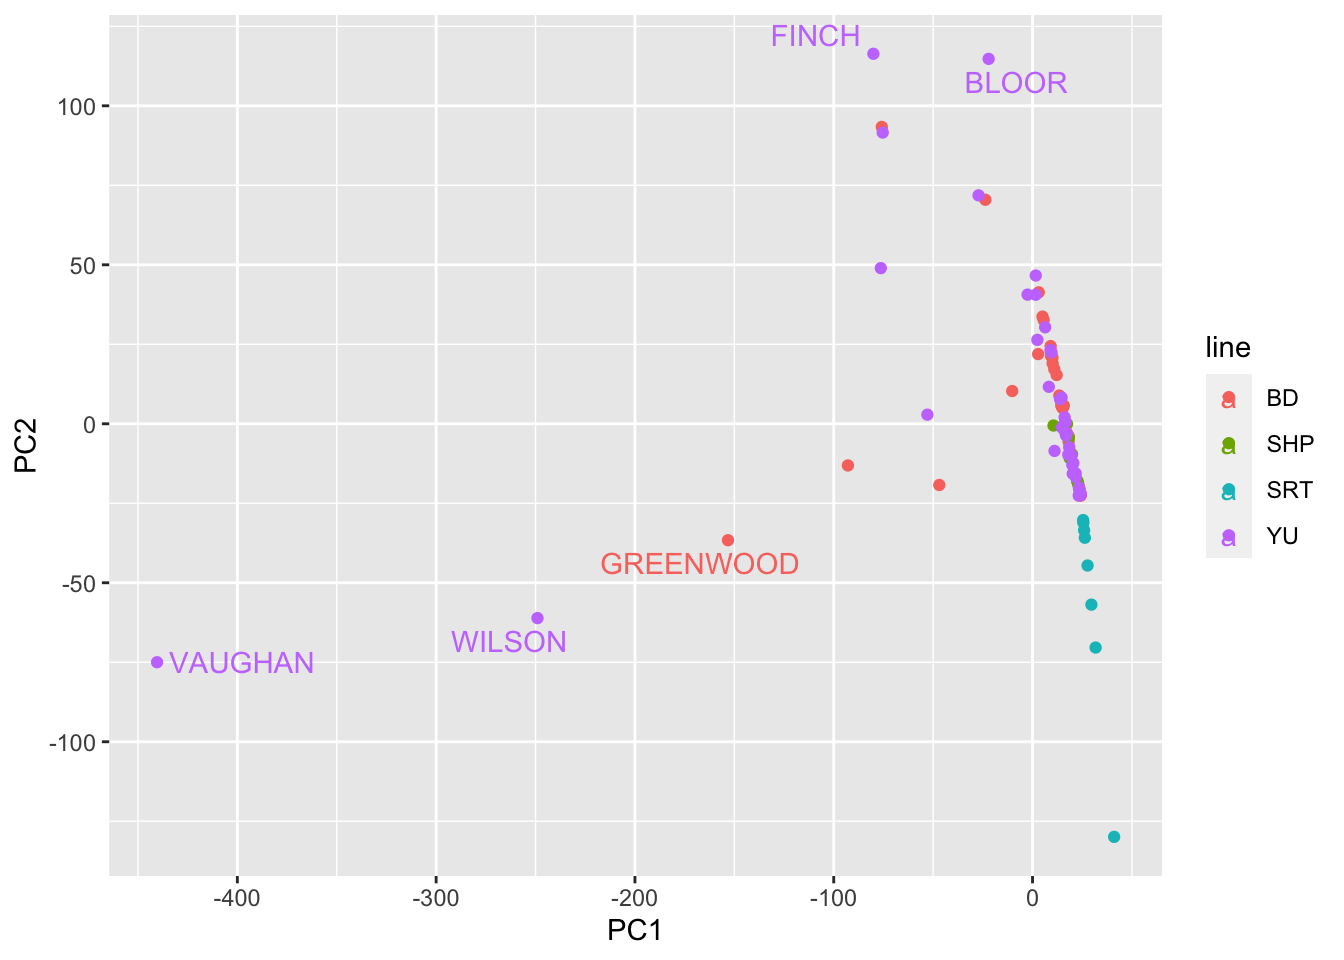 FINCH
BLOOR
100
50
0
-50
-100
PC2
GREENWOOD
WILSON
VAUGHAN
-400 -300 -200 -100 0
PC1
line
a BD
a SHP
a SRT
a YU